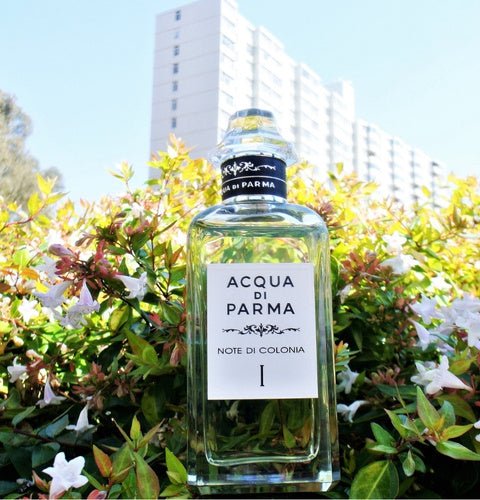 DI PARMA
ACQUA
DI
PARMA
NOTE DI COLONIA
I